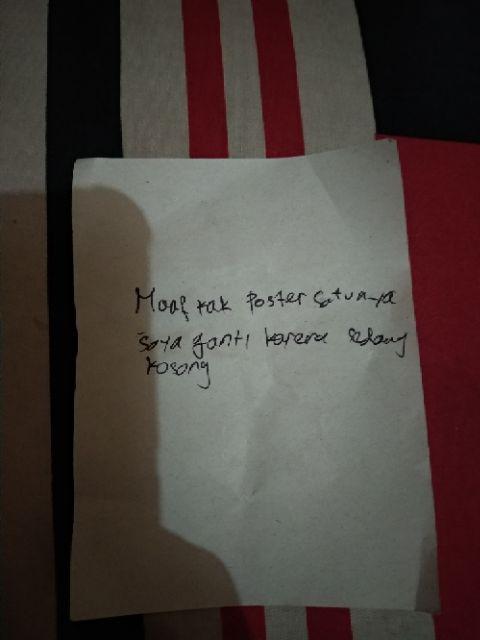 Maaf kak Poster satunya
saya ganti karena sedang
kosong